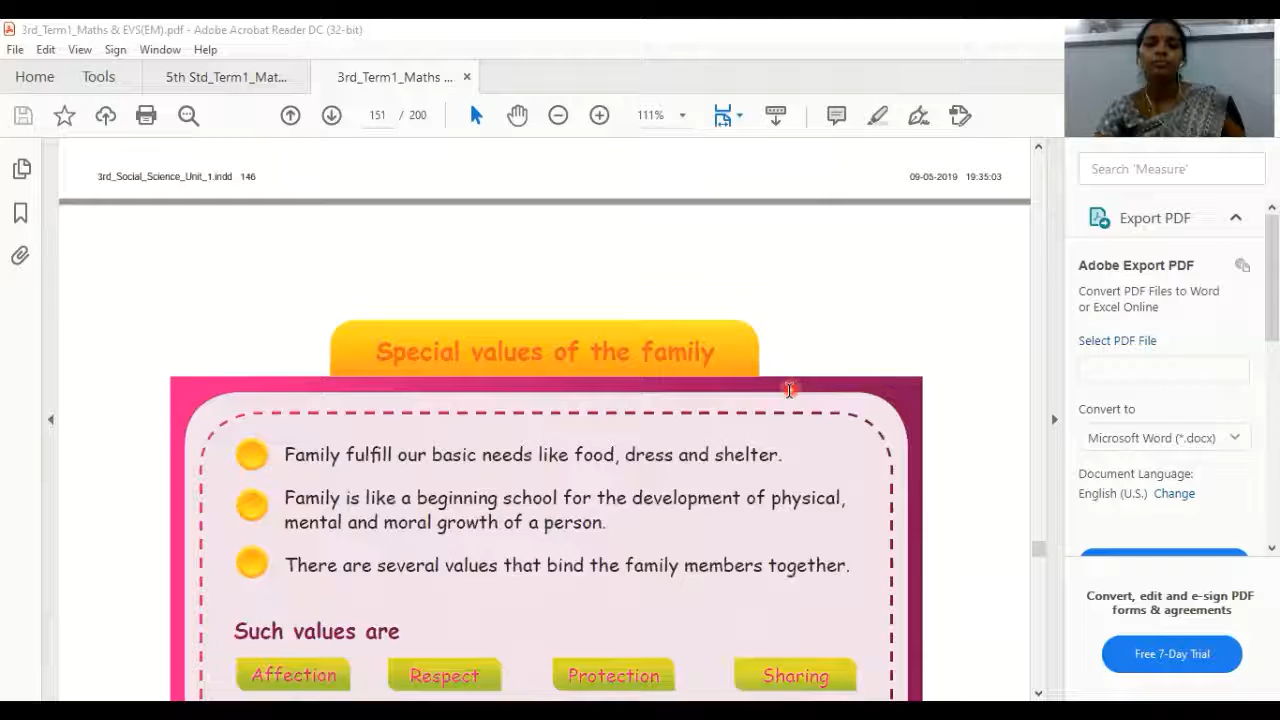 3rd_Term1_Maths & EVS(EM).pdf - Adobe Acrobat Reader DC (32-bit)
File Edit View Sign Window Help
Home Tools 5th Std_Term1_Mat... 3rd_Term1_Maths ... ×
151 / 200 111%
3rd_Social_Science_Unit_1.indd 146 09-05-2019 19:35:03
Special values of the family
Family fulfill our basic needs like food, dress and shelter.
Family is like a beginning school for the development of physical,
mental and moral growth of a person.
There are several values that bind the family members together.
Such values are
Affection Respect Protection Sharing
Search 'Measure'
Export PDF
Adobe Export PDF
Convert PDF Files to Word
or Excel Online
Select PDF File
Convert to
Microsoft Word (*.docx)
Document Language:
English (U.S.) Change
Convert, edit and e-sign PDF
forms & agreements
Free 7-Day Trial